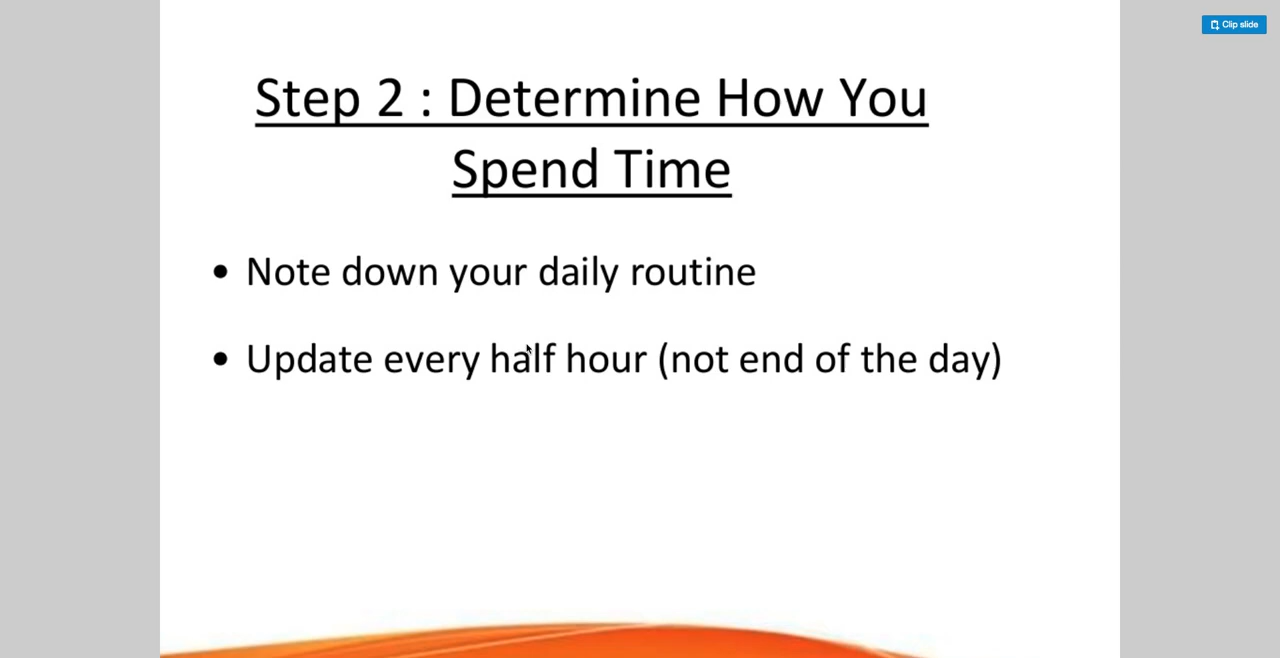 Clip slide
Step 2 : Determine How You
Spend Time
• Note down your daily routine
• Update every half hour (not end of the day)